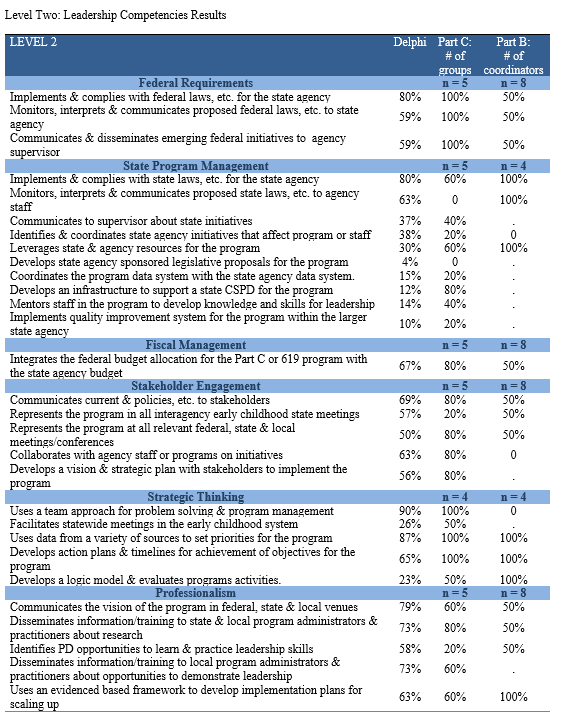 Level Two: Leadership Competencies Results
LEVEL 2 Delphi Part C: Part B:
# of # of
groups coordinators
Federal Requirements n = 5 n = 8
Implements & complies with federal laws, etc. for the state agency 80% 100% 50%
Monitors, interprets & communicates proposed federal laws, etc. to state
agency 59% 100% 50%
Communicates & disseminates emerging federal initiatives to agency
supervisor 59% 100% 50%
State Program Management n = 5 n = 4
Implements & complies with state laws, etc. for the state agency 80% 60% 100%
Monitors, interprets & communicates proposed state laws, etc. to agency
staff 63% 0 100%
Communicates to supervisor about state initiatives 37% 40% .
Identifies & coordinates state agency initiatives that affect program or staff 38% 20% 0
Leverages state & agency resources for the program 30% 60% 100%
Develops state agency sponsored legislative proposals for the program 4% 0 .
Coordinates the program data system with the state agency data system. 15% 20% .
Develops an infrastructure to support a state CSPD for the program 12% 80% .
Mentors staff in the program to develop knowledge and skills for leadership 14% 40% .
Implements quality improvement system for the program within the larger
state agency 10% 20% .
Fiscal Management n = 5 n = 8
Integrates the federal budget allocation for the Part C or 619 program with
the state agency budget 67% 80% 50%
Stakeholder Engagement n = 5 n = 8
Communicates current & policies, etc. to stakeholders 69% 80% 50%
Represents the program in all interagency early childhood state meetings 57% 20% 50%
Represents the program at all relevant federal, state & local
meetings/conferences 50% 80% 50%
Collaborates with agency staff or programs on initiatives 63% 80% 0
Develops a vision & strategic plan with stakeholders to implement the
program 56% 80% .
Strategic Thinking n = 4 n = 4
Uses a team approach for problem solving & program management 90% 100% 0
Facilitates statewide meetings in the early childhood system 26% 50% .
Uses data from a variety of sources to set priorities for the program 87% 100% 100%
Develops action plans & timelines for achievement of objectives for the
program 65% 100% 100%
Develops a logic model & evaluates programs activities. 23% 50% 100%
Professionalism n = 5 n = 8
Communicates the vision of the program in federal, state & local venues 79% 60% 50%
Disseminates information/training to state & local program administrators &
practitioners about research 73% 80% 50%
Identifies PD opportunities to learn & practice leadership skills 58% 20% 50%
Disseminates information/training to local program administrators &
practitioners about opportunities to demonstrate leadership 73% 60% .
Uses an evidenced based framework to develop implementation plans for
scaling up 63% 60% 100%